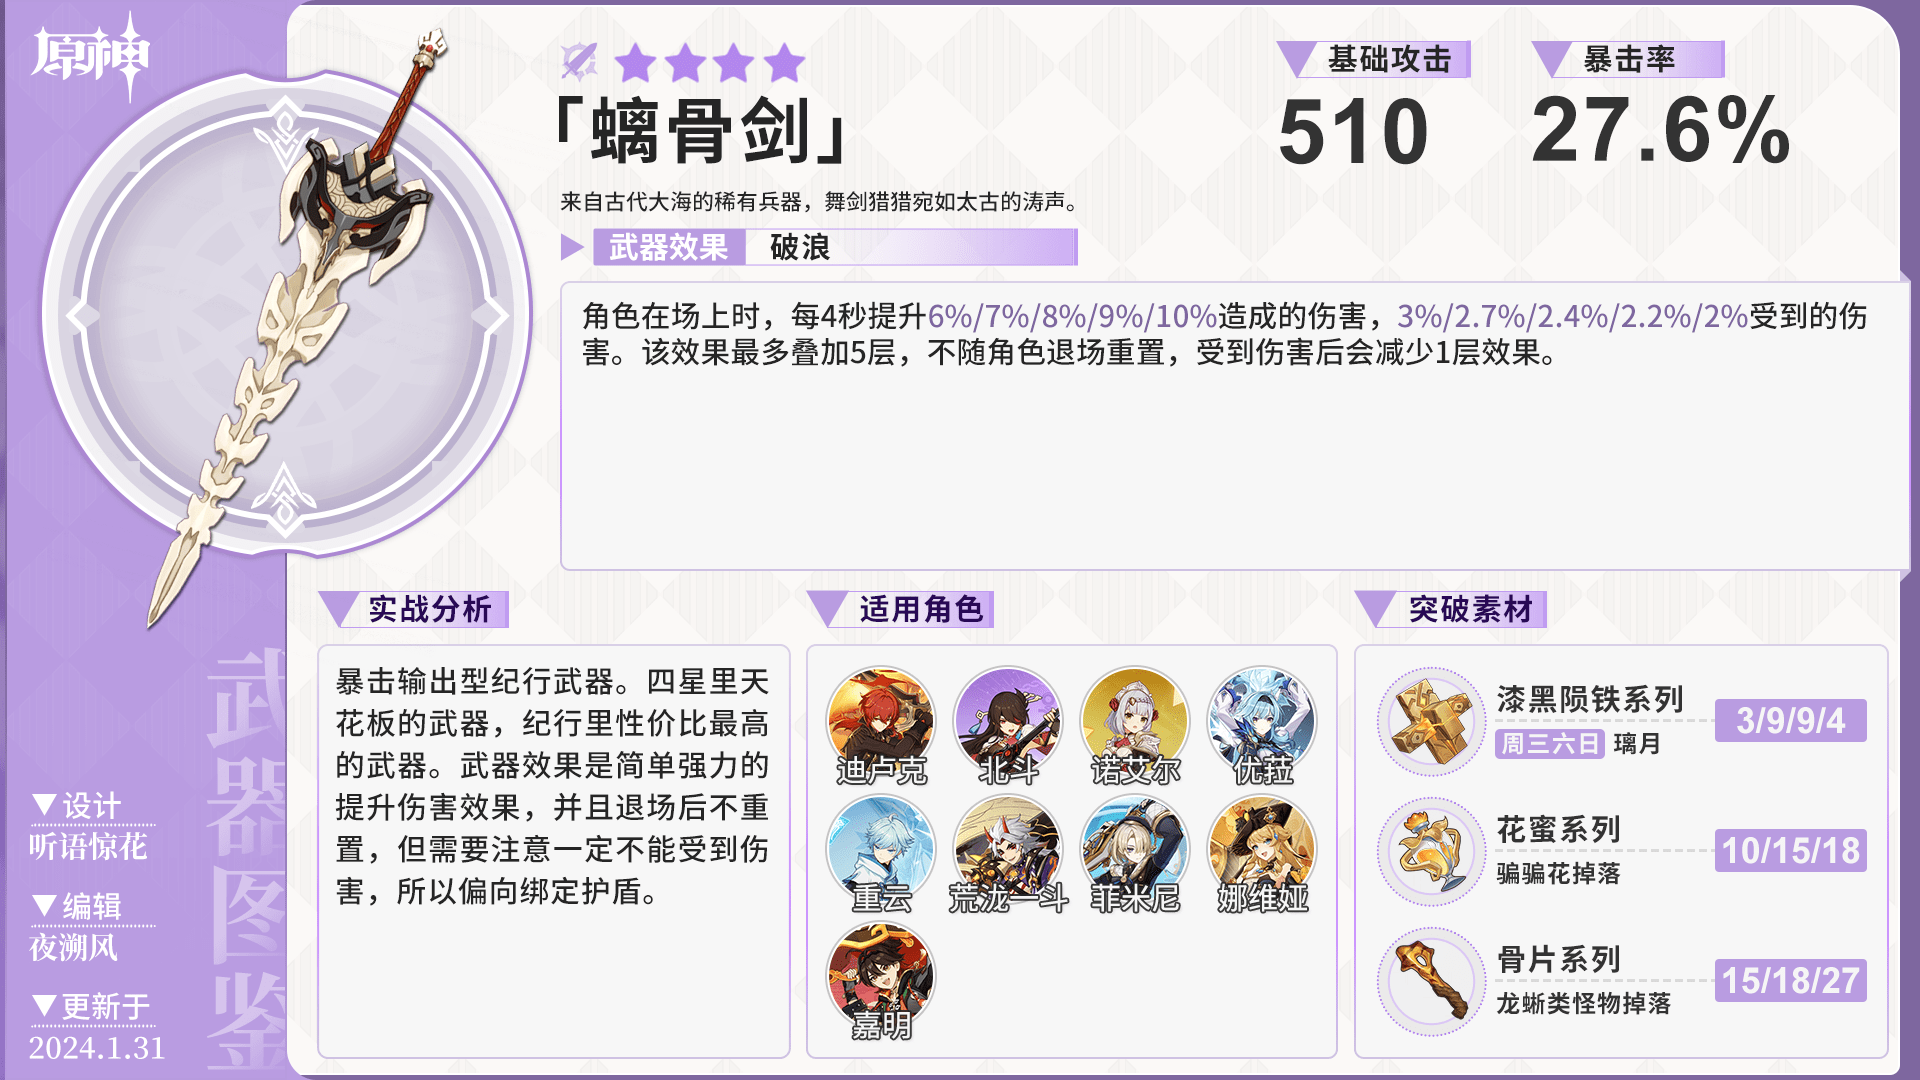 原神
「螭骨剑」
来自古代大海的稀有兵器，舞剑猎猎宛如太古的涛声。
基础攻击
510
暴击率
27.6%
武器效果 破浪
角色在场上时，每4秒提升6%/7%/8%/9%/10%造成的伤害，3%/2.7%/2.4%/2.2%/2%受到的伤
害。该效果最多叠加5层，不随角色退场重置，受到伤害后会减少1层效果。
实战分析
暴击输出型纪行武器。四星里天
花板的武器，纪行里性价比最高
的武器。武器效果是简单强力的
提升伤害效果，并且退场后不重
置，但需要注意一定不能受到伤
害，所以偏向绑定护盾。
适用角色
迪卢克 北斗 诺艾尔 优菈
重云 荒泷一斗 菲米尼 娜维娅
嘉明
突破素材
漆黑陨铁系列
周三六日 璃月
3/9/9/4
花蜜系列
骗骗花掉落
10/15/18
骨片系列
龙蜥类怪物掉落
15/18/27
武器图鉴
▼设计
听语惊花
▼编辑
夜溯风
▼更新于
2024.1.31